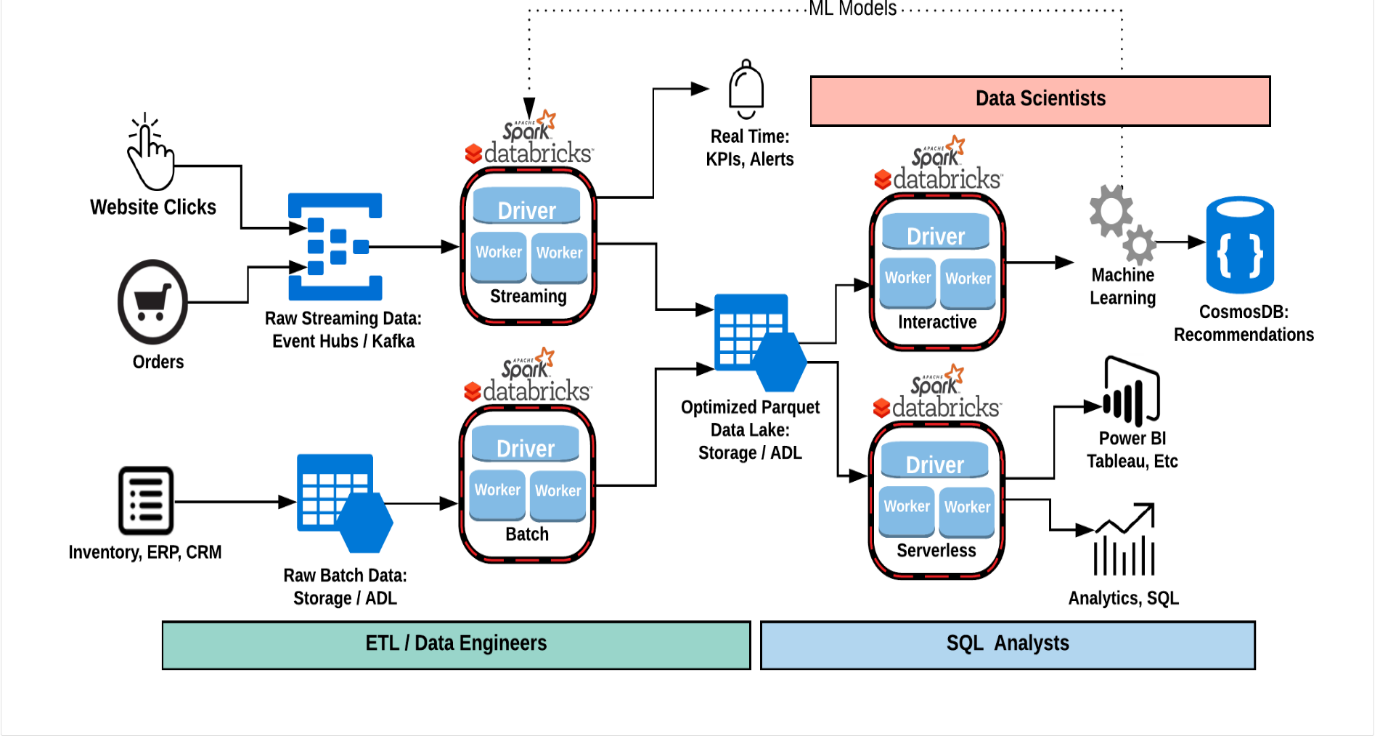 ML Models
Data Scientists
APACHE
Spark
databricks
Driver
Worker
Worker
Streaming
Real Time:
KPIs, Alerts
APACHE
Spark
databricks
Driver
Worker
Worker
Interactive
Website Clicks
Orders
Raw Streaming Data:
Event Hubs / Kafka
Machine
Learning
CosmosDB:
Recommendations
APACHE
Spark
databricks
Driver
Worker
Worker
Batch
Optimized Parquet
Data Lake:
Storage / ADL
APACHE
Spark
databricks
Driver
Worker
Worker
Serverless
Power BI
Tableau, Etc
Inventory, ERP, CRM
Raw Batch Data:
Storage / ADL
Analytics, SQL
ETL / Data Engineers
SQL Analysts